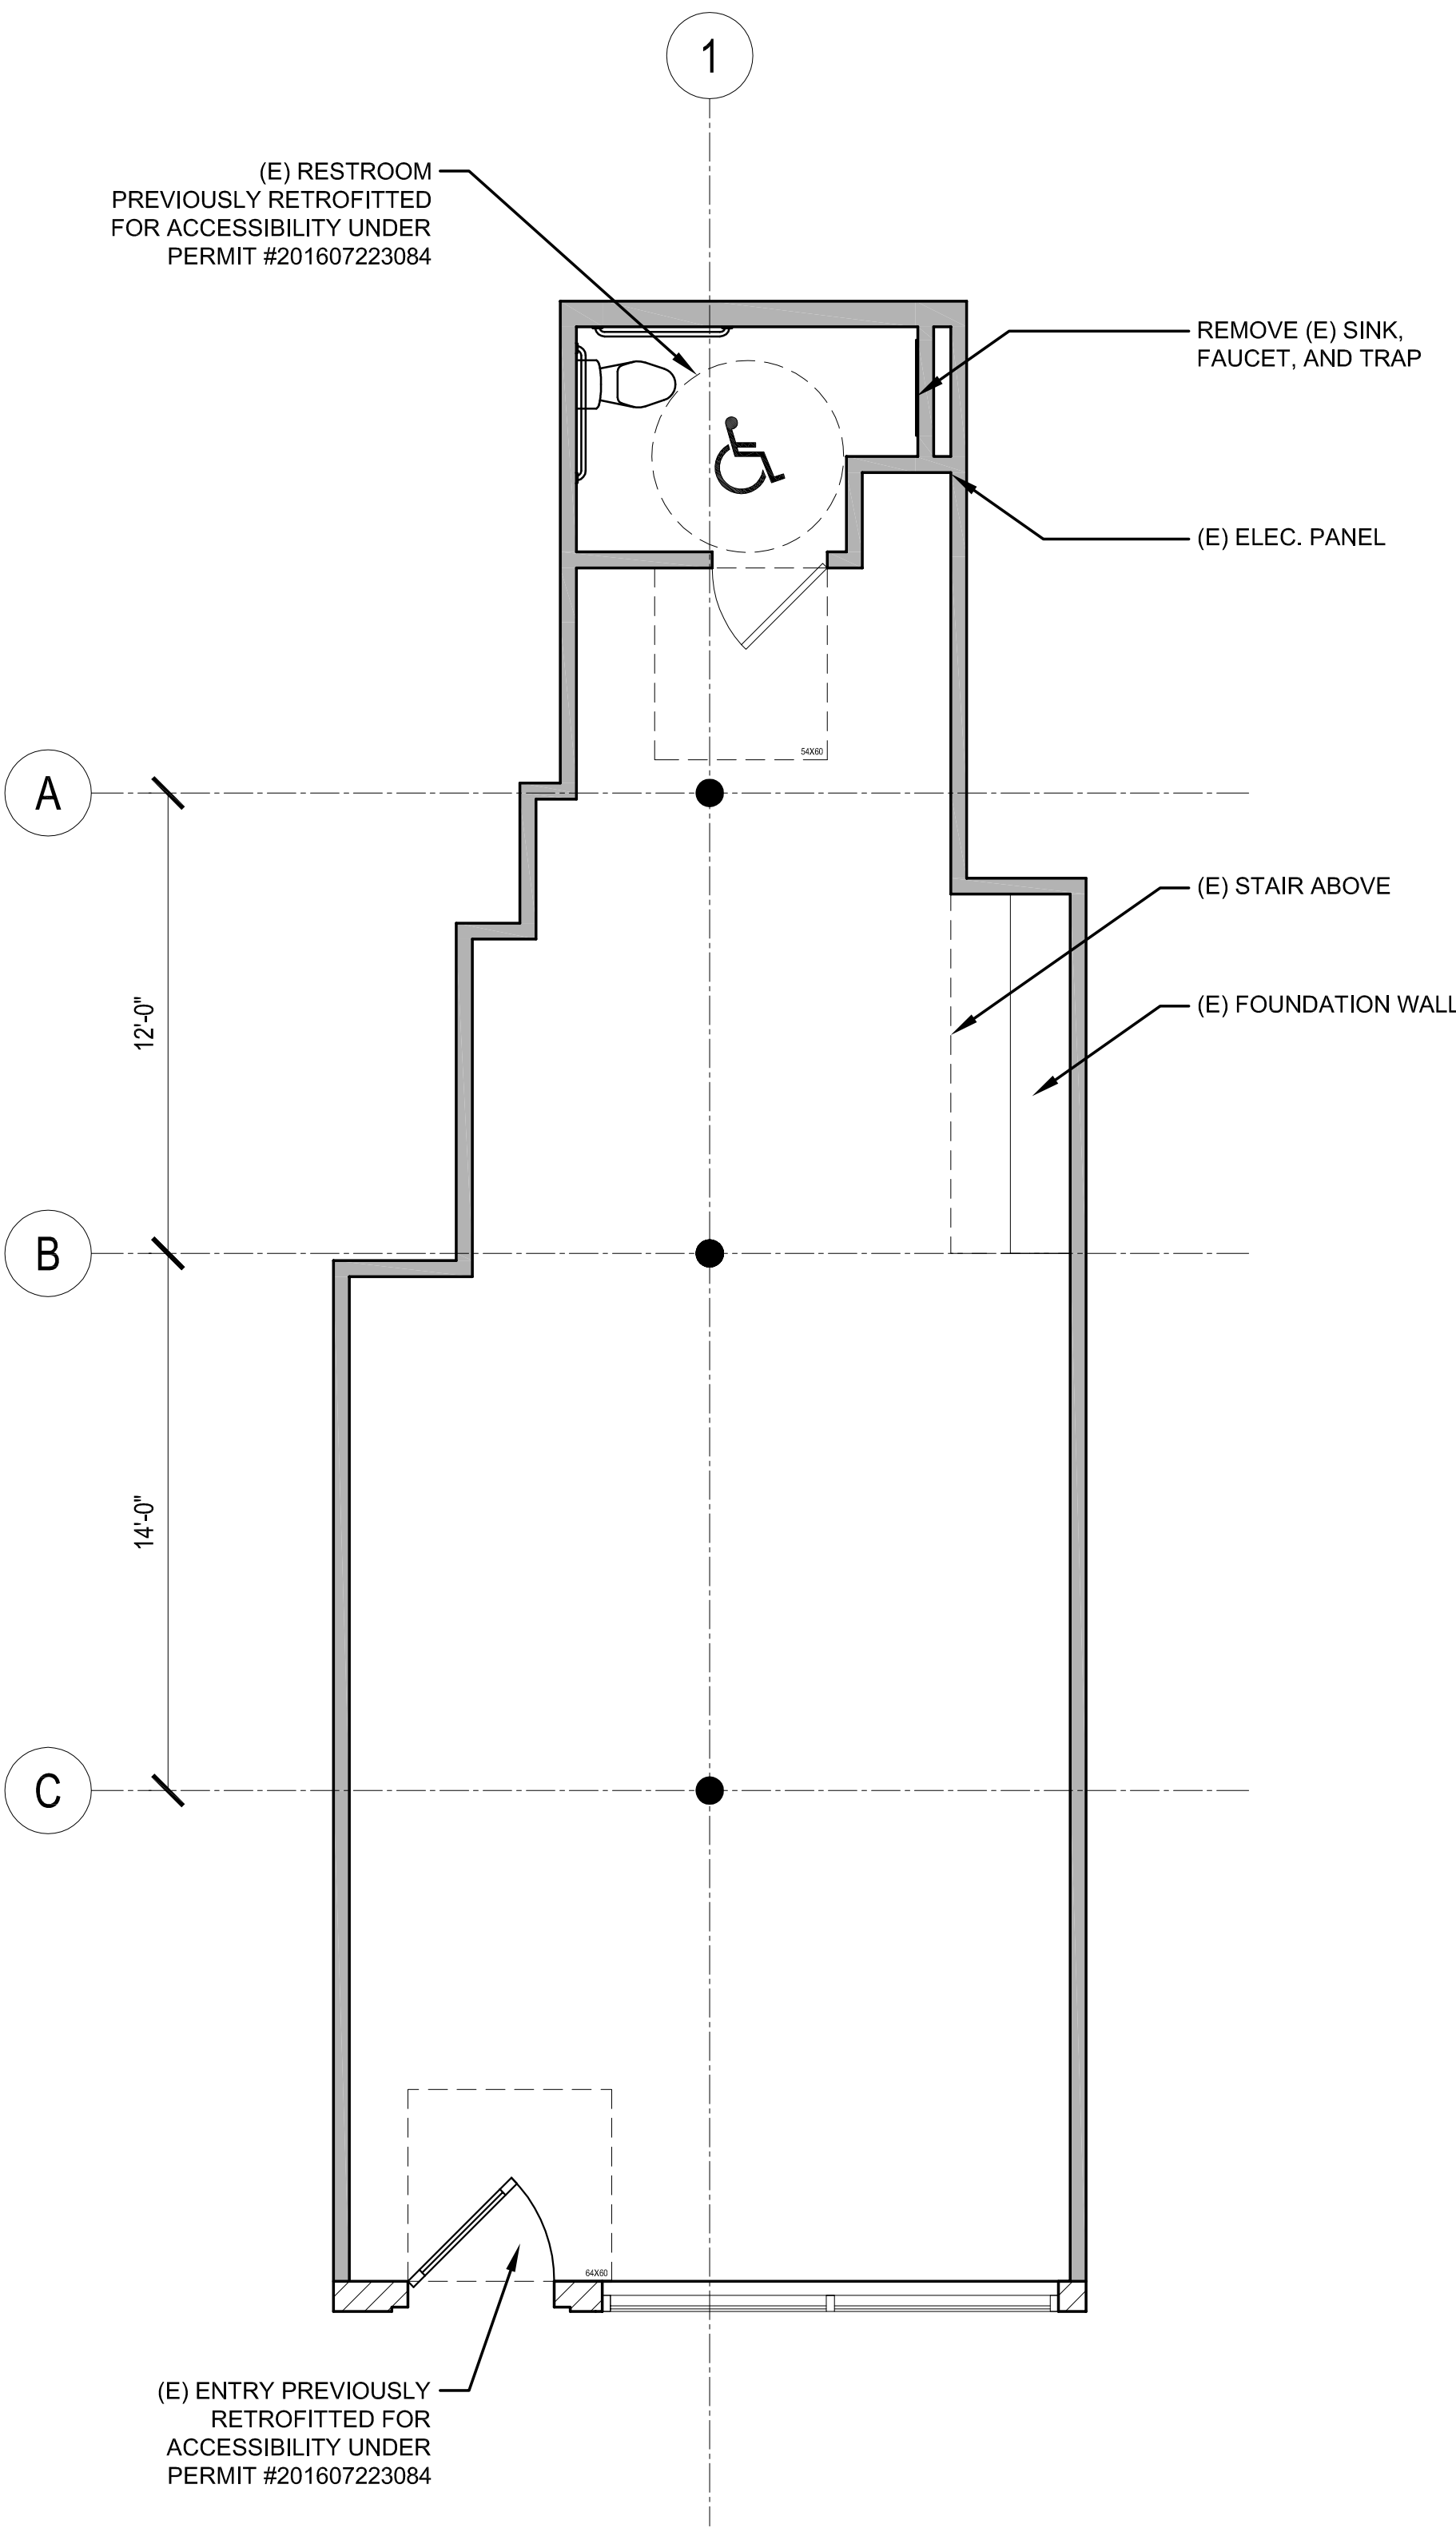 1
(E) RESTROOM
PREVIOUSLY RETROFITTED
FOR ACCESSIBILITY UNDER
PERMIT #201607223084
REMOVE (E) SINK,
FAUCET, AND TRAP
(E) ELEC. PANEL
54X60
A
(E) STAIR ABOVE
(E) FOUNDATION WALL
12'-0"
B
14'-0"
C
64X60
(E) ENTRY PREVIOUSLY
RETROFITTED FOR
ACCESSIBILITY UNDER
PERMIT #201607223084